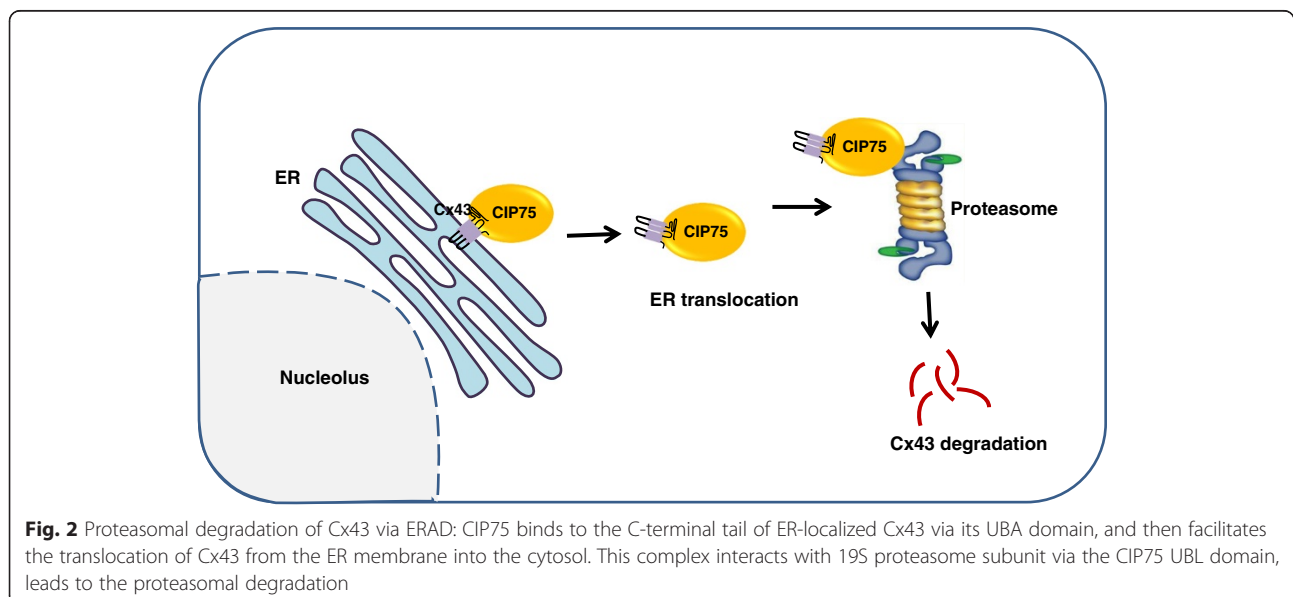 ER
Cx43
CIP75
CIP75
ER translocation
CIP75
Proteasome
Nucleolus
Cx43 degradation
Fig. 2 Proteasomal degradation of Cx43 via ERAD: CIP75 binds to the C-terminal tail of ER-localized Cx43 via its UBA domain, and then facilitates
the translocation of Cx43 from the ER membrane into the cytosol. This complex interacts with 19S proteasome subunit via the CIP75 UBL domain,
leads to the proteasomal degradation